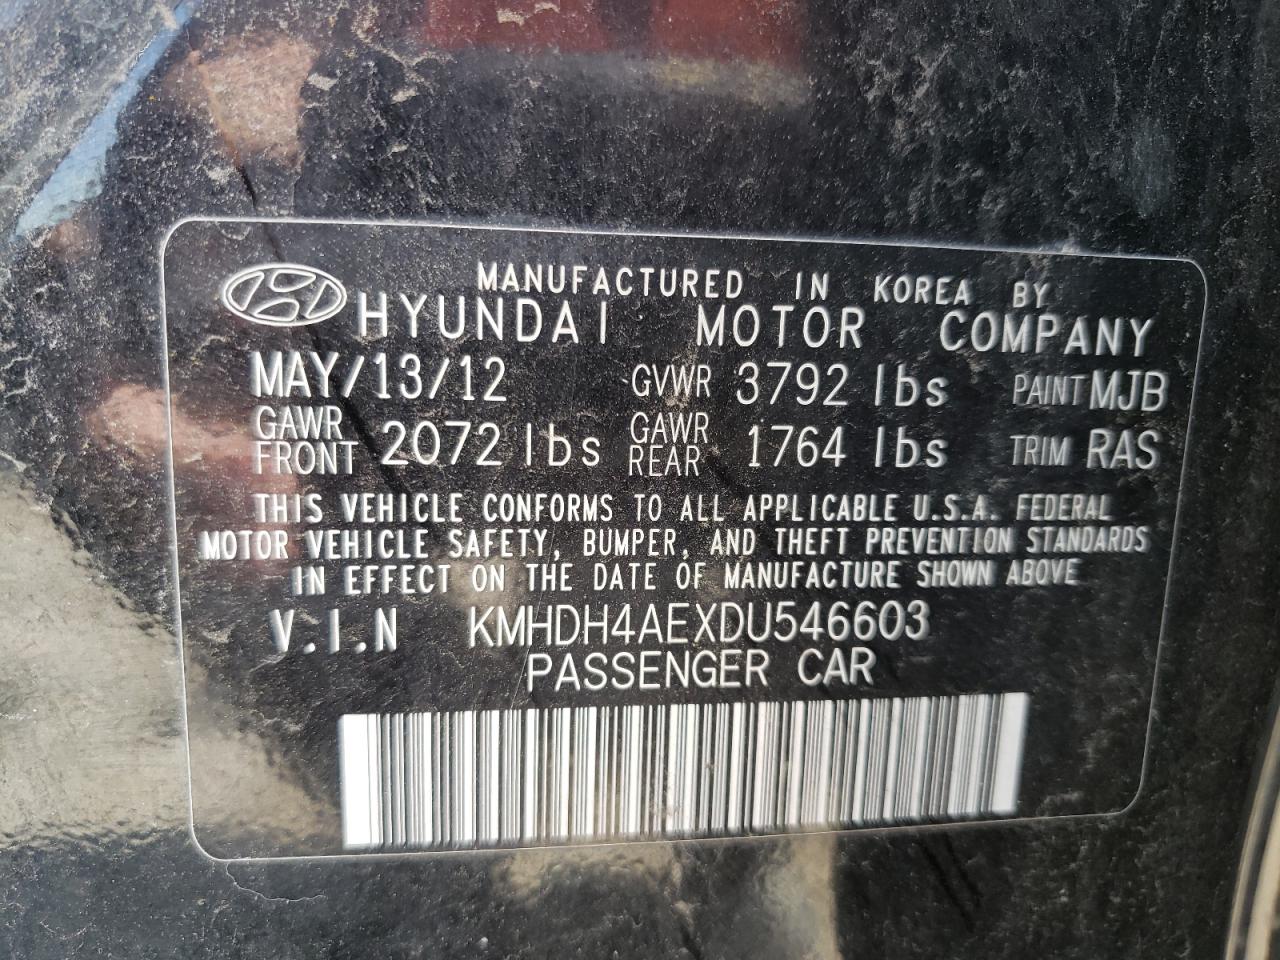 MANUFACTURED IN KOREA BY
HYUNDAI MOTOR COMPANY
MAY/13/12 GVWR 3792 lbs PAINT MJB
GAWR FRONT 2072 lbs GAWR REAR 1764 lbs TRIM RAS
THIS VEHICLE CONFORMS TO ALL APPLICABLE U.S.A. FEDERAL
MOTOR VEHICLE SAFETY, BUMPER, AND THEFT PREVENTION STANDARDS
IN EFFECT ON THE DATE OF MANUFACTURE SHOWN ABOVE
V.I.N KMHDH4AEXDU546603
PASSENGER CAR